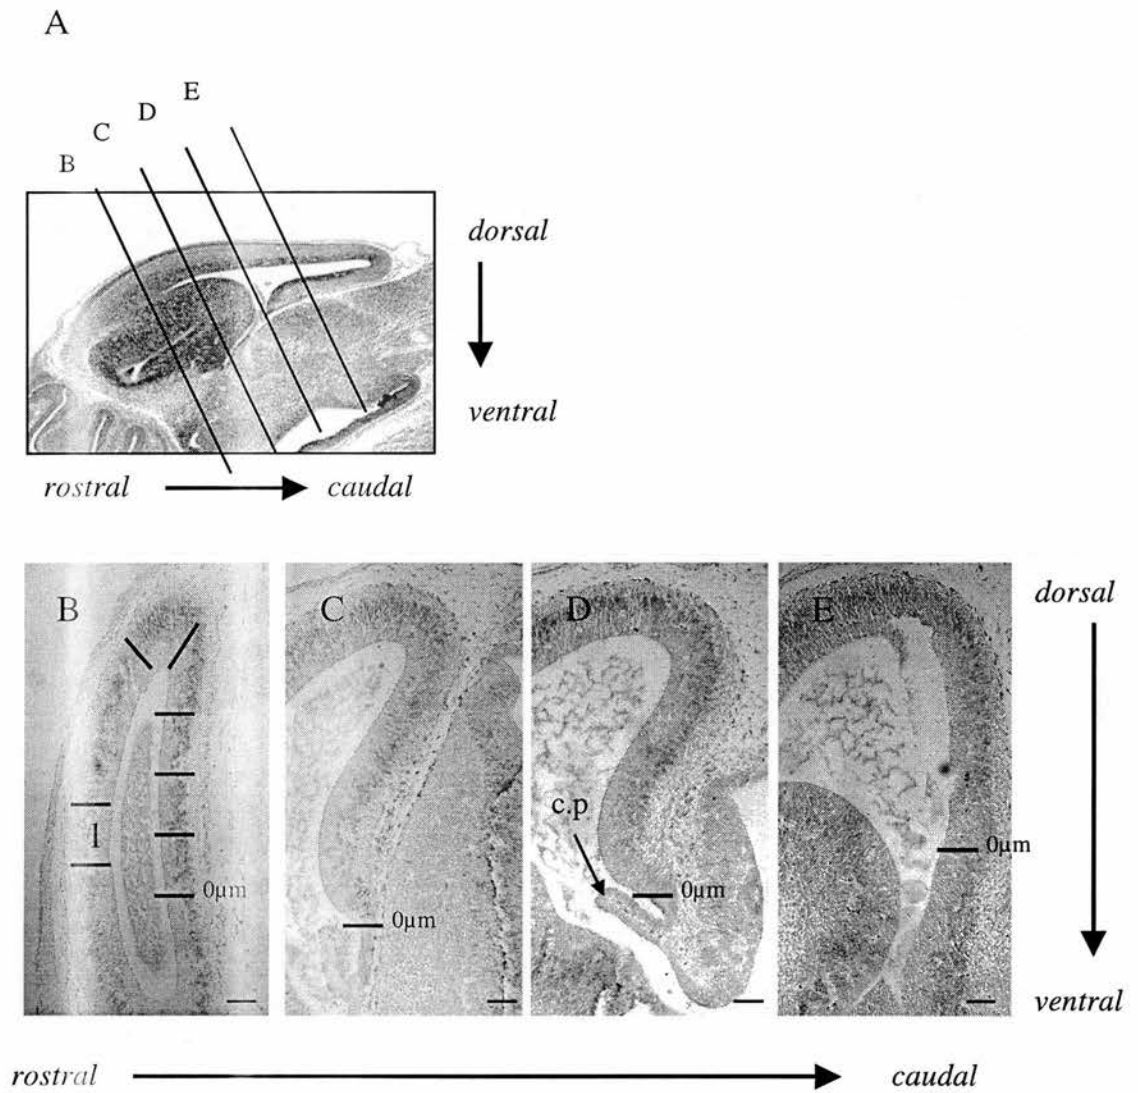 A
E
D
C
B
dorsal
ventral
rostral
caudal
B
C
D
E
dorsal
c.p
l
0µm
0µm
0µm
0µm
ventral
rostral
caudal